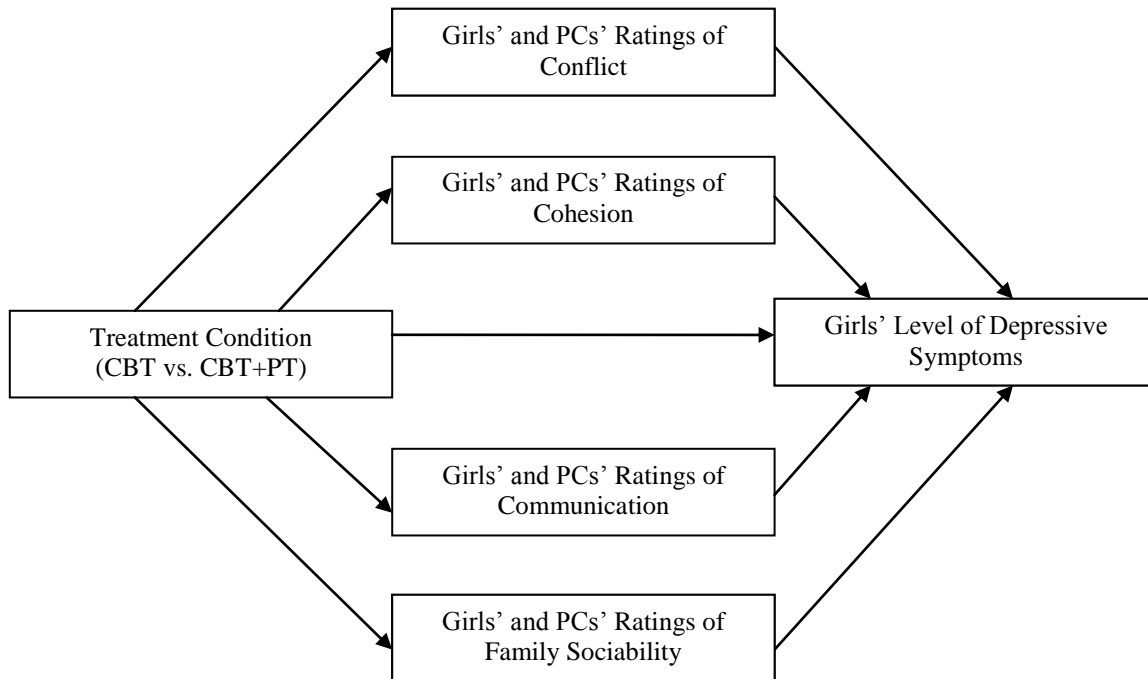 Girls’ and PCs’ Ratings of
Conflict
Girls’ and PCs’ Ratings of
Cohesion
Treatment Condition
(CBT vs. CBT+PT)
Girls’ Level of Depressive
Symptoms
Girls’ and PCs’ Ratings of
Communication
Girls’ and PCs’ Ratings of
Family Sociability